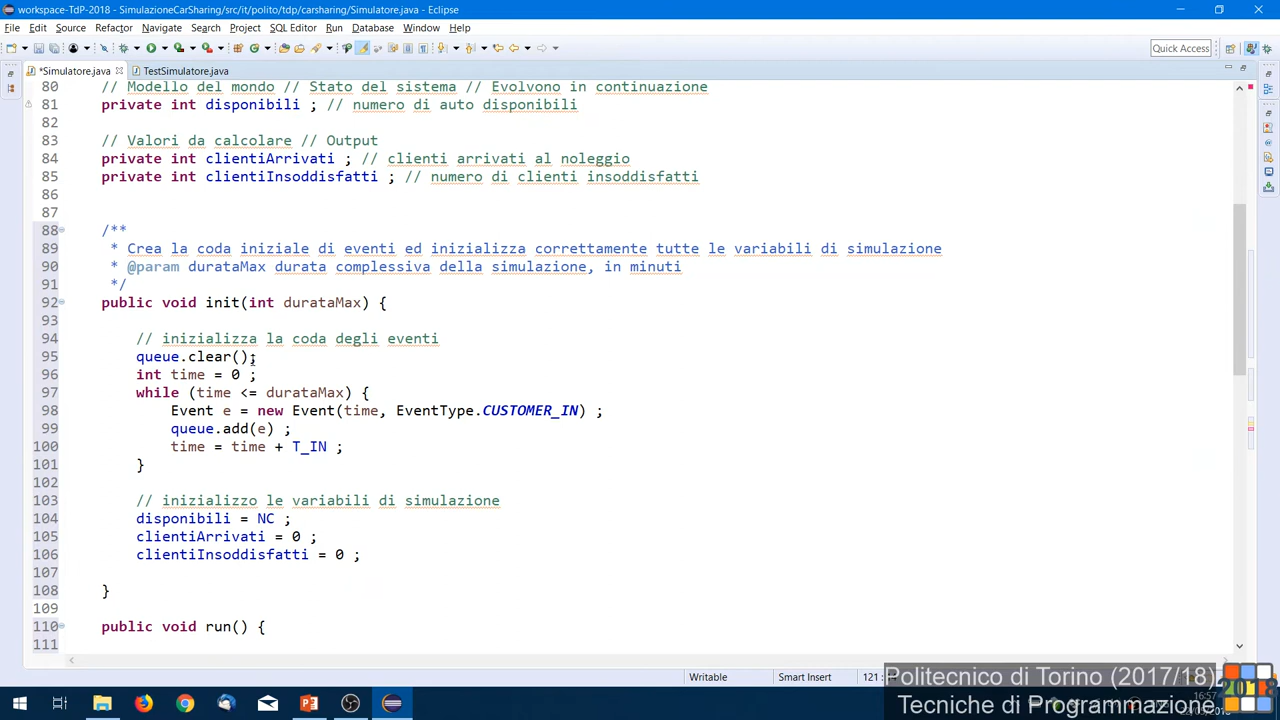 workspace-TdP-2018 - SimulazioneCarSharing/src/it/polito/tdp/carsharing/Simulatore.java - Eclipse
File Edit Source Refactor Navigate Search Project SQL Editor Run Database Window Help
Quick Access
*Simulatore.java TestSimulatore.java
80 // Modello del mondo // Stato del sistema // Evolvono in continuazione
81 private int disponibili ; // numero di auto disponibili
82
83 // Valori da calcolare // Output
84 private int clientiArrivati ; // clienti arrivati al noleggio
85 private int clientiInsoddisfatti ; // numero di clienti insoddisfatti
86
87
88 /**
89 * Crea la coda iniziale di eventi ed inizializza correttamente tutte le variabili di simulazione
90 * @param durataMax durata complessiva della simulazione, in minuti
91 */
92 public void init(int durataMax) {
93
94 // inizializza la coda degli eventi
95 queue.clear();
96 int time = 0 ;
97 while (time <= durataMax) {
98 Event e = new Event(time, EventType.CUSTOMER_IN) ;
99 queue.add(e) ;
100 time = time + T_IN ;
101 }
102
103 // inizializzo le variabili di simulazione
104 disponibili = NC ;
105 clientiArrivati = 0 ;
106 clientiInsoddisfatti = 0 ;
107
108 }
109
110 public void run() {
111
Writable Smart Insert 121 :
Politecnico di Torino (2017/18)
Tecniche di Programmazione
16:57
2018